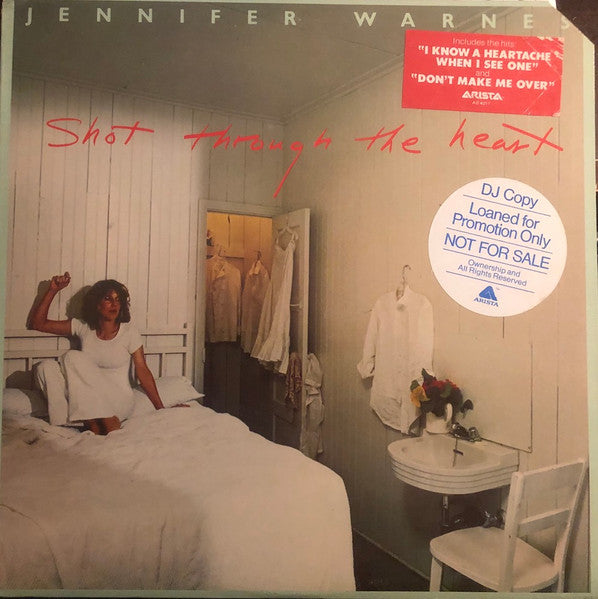 JENNIFER WARNES
Includes the hits:
"I KNOW A HEARTACHE
WHEN I SEE ONE"
and
"DON'T MAKE ME OVER"
ARISTA
Shot through the heart
DJ Copy
Loaned for
Promotion Only
NOT FOR SALE
Ownership and
All Rights Reserved
ARISTA